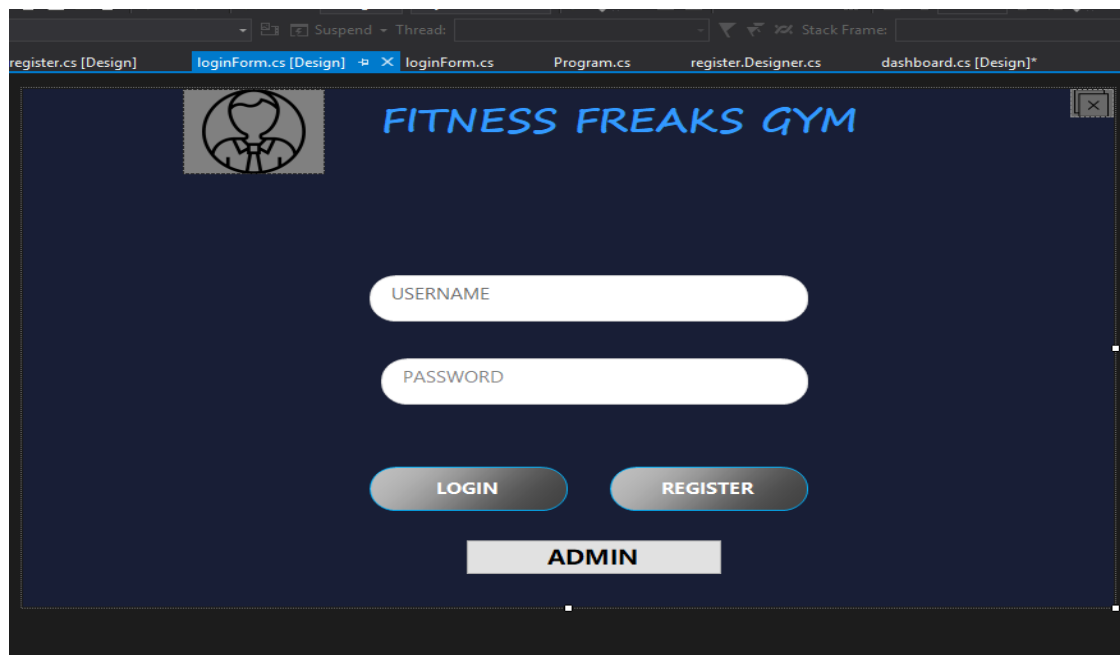 Suspend Thread: Stack Frame:
register.cs [Design] loginForm.cs [Design] loginForm.cs Program.cs register.Designer.cs dashboard.cs [Design]*
FITNESS FREAKS GYM
USERNAME
PASSWORD
LOGIN REGISTER
ADMIN